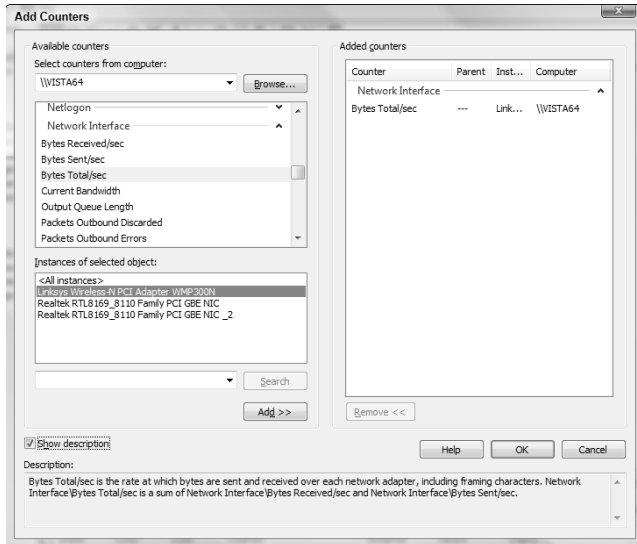 Add Counters
Available counters
Select counters from computer:
\\VISTA64
Browse...
Netlogon
Network Interface
Bytes Received/sec
Bytes Sent/sec
Bytes Total/sec
Current Bandwidth
Output Queue Length
Packets Outbound Discarded
Packets Outbound Errors
Instances of selected object:
<All instances>
Linksys Wireless-N PCI Adapter WMP300N
Realtek RTL8169_8110 Family PCI GBE NIC
Realtek RTL8169_8110 Family PCI GBE NIC _2
Search
Add >>
Added counters
Counter Parent Inst... Computer
Network Interface
Bytes Total/sec --- Link... \\VISTA64
Remove <<
Show description
Help OK Cancel
Description:
Bytes Total/sec is the rate at which bytes are sent and received over each network adapter, including framing characters. Network
Interface\Bytes Total/sec is a sum of Network Interface\Bytes Received/sec and Network Interface\Bytes Sent/sec.